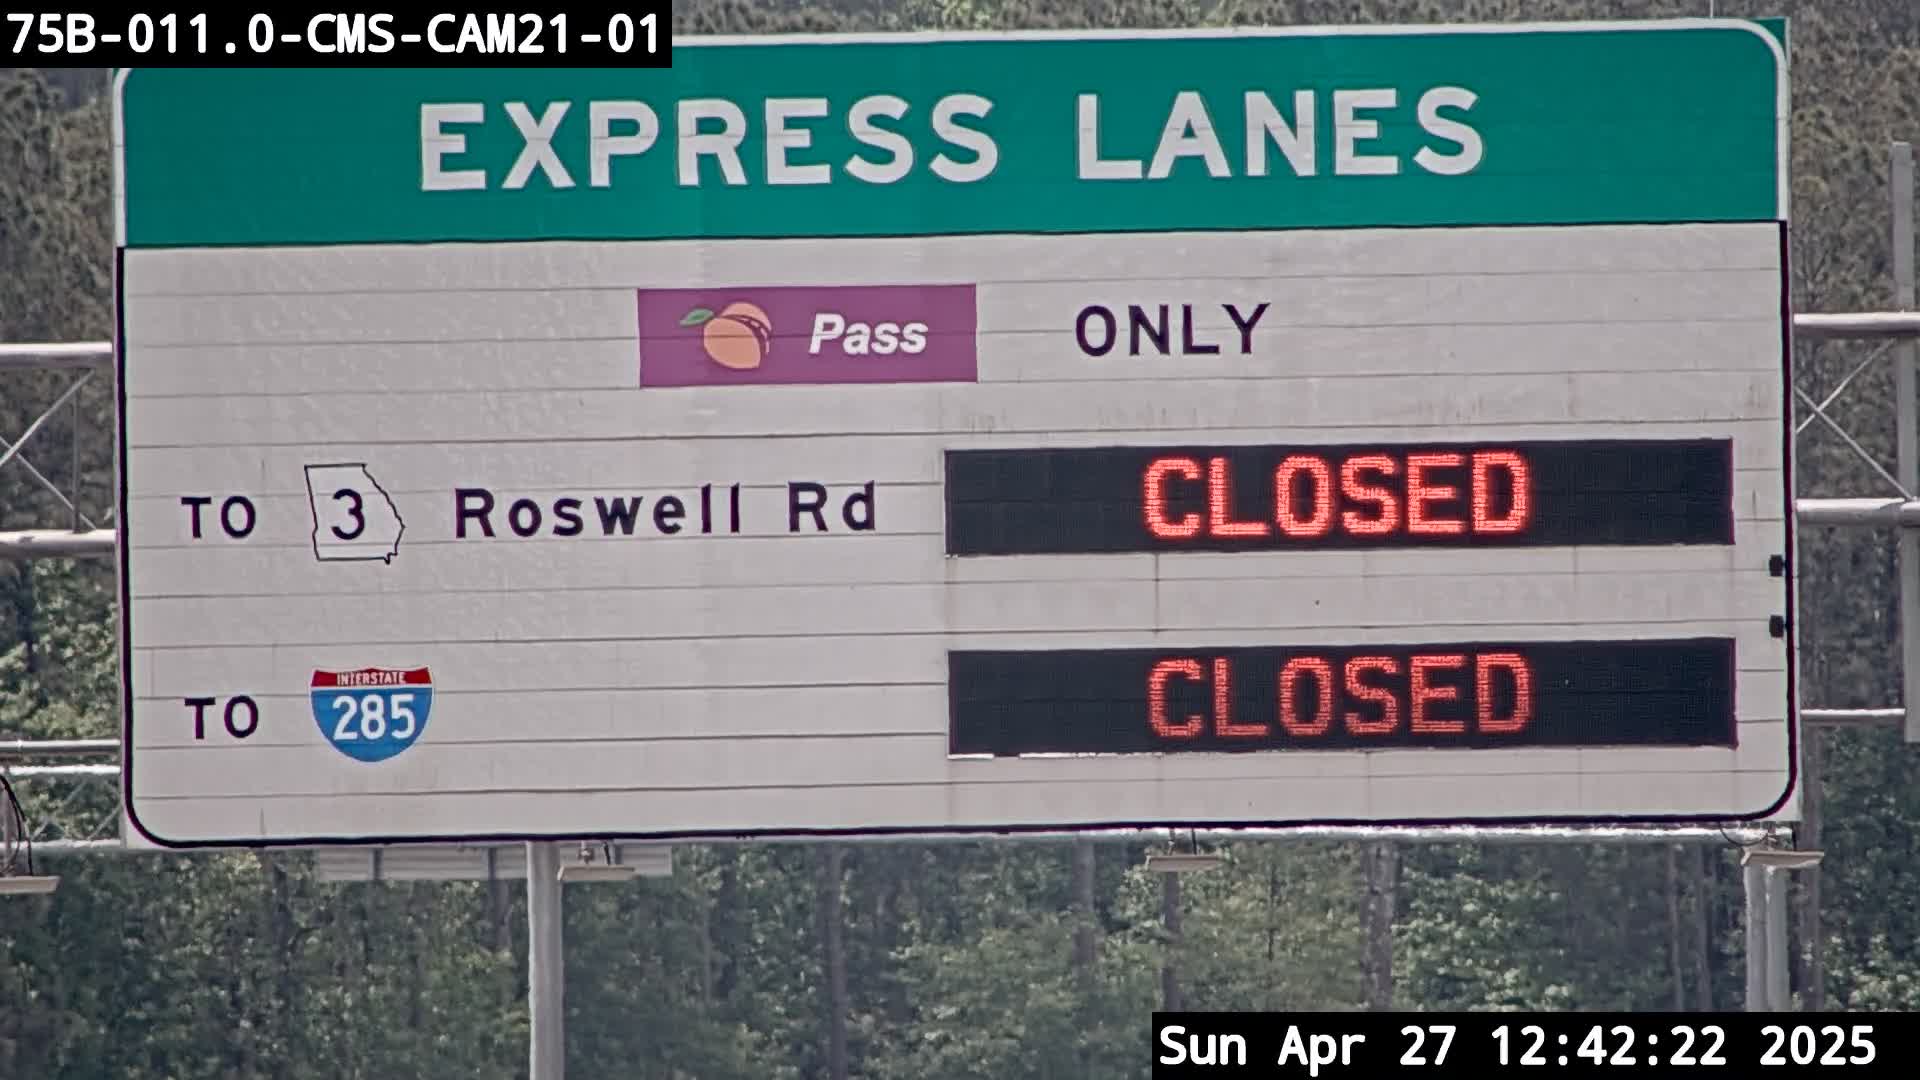 75B-011.0-CMS-CAM21-01
EXPRESS LANES
Pass ONLY
TO 3 Roswell Rd CLOSED
INTERSTATE
TO 285 CLOSED
Sun Apr 27 12:42:22 2025